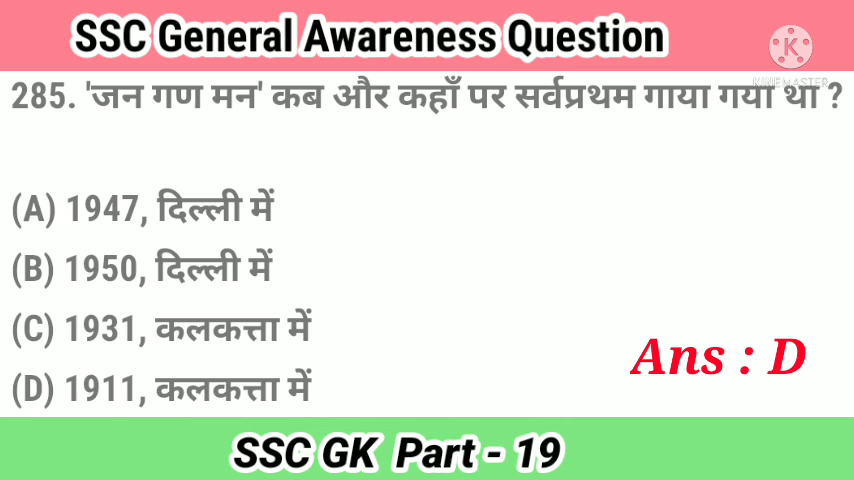 SSC General Awareness Question
K
KINEMASTER
285. 'जन गण मन' कब और कहाँ पर सर्वप्रथम गाया गया था ?
(A) 1947, दिल्ली में
(B) 1950, दिल्ली में
(C) 1931, कलकत्ता में
(D) 1911, कलकत्ता में
Ans : D
SSC GK Part - 19